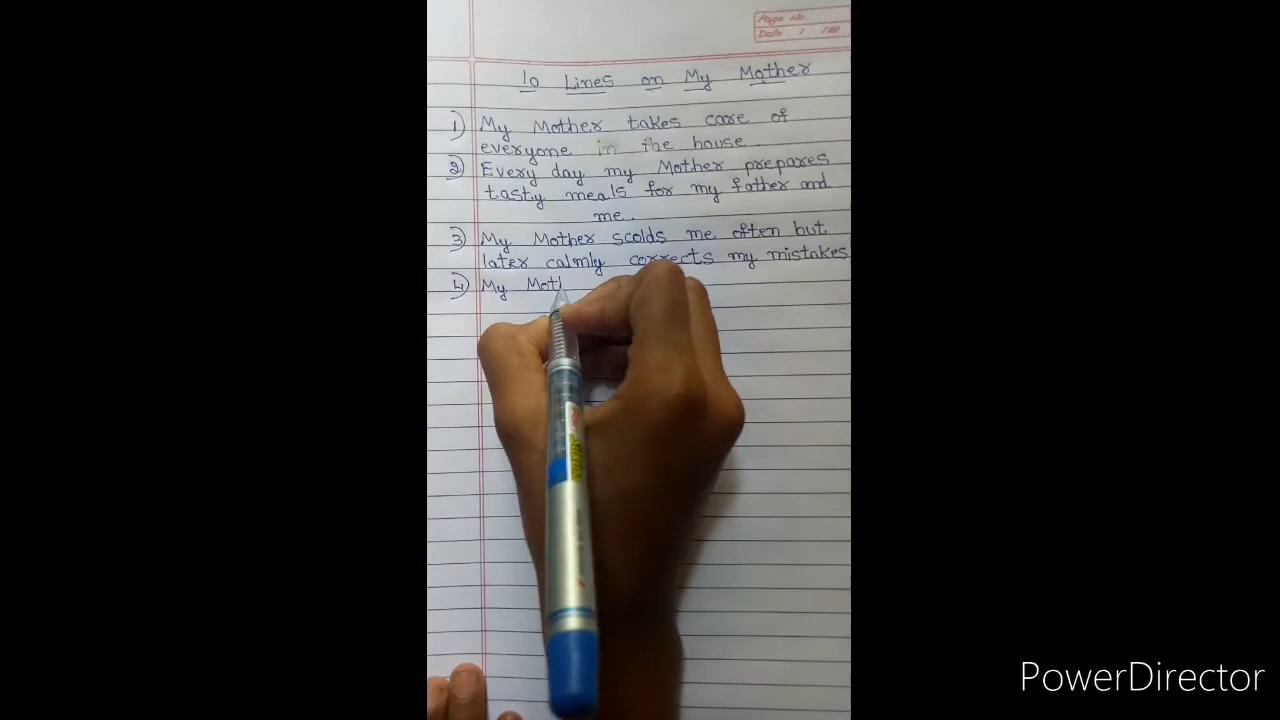 Page No.
Date / /20
10 Lines on My Mother
1) My Mother takes care of
everyone in the house.
2) Every day my Mother prepares
tasty meals for my father and
me.
3) My Mother scolds me often but
later calmly corrects my mistakes
4) My Moth
PowerDirector